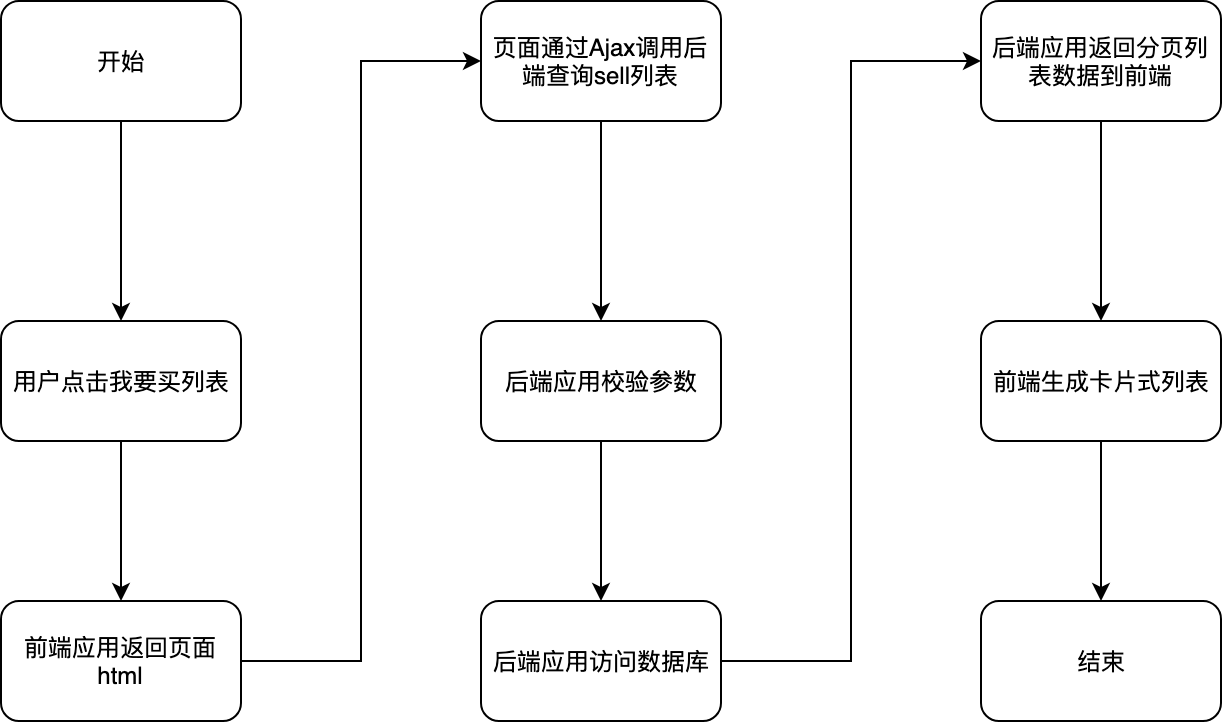 开始
用户点击我要买列表
前端应用返回页面
html
页面通过Ajax调用后
端查询sell列表
后端应用校验参数
后端应用访问数据库
后端应用返回分页列
表数据到前端
前端生成卡片式列表
结束